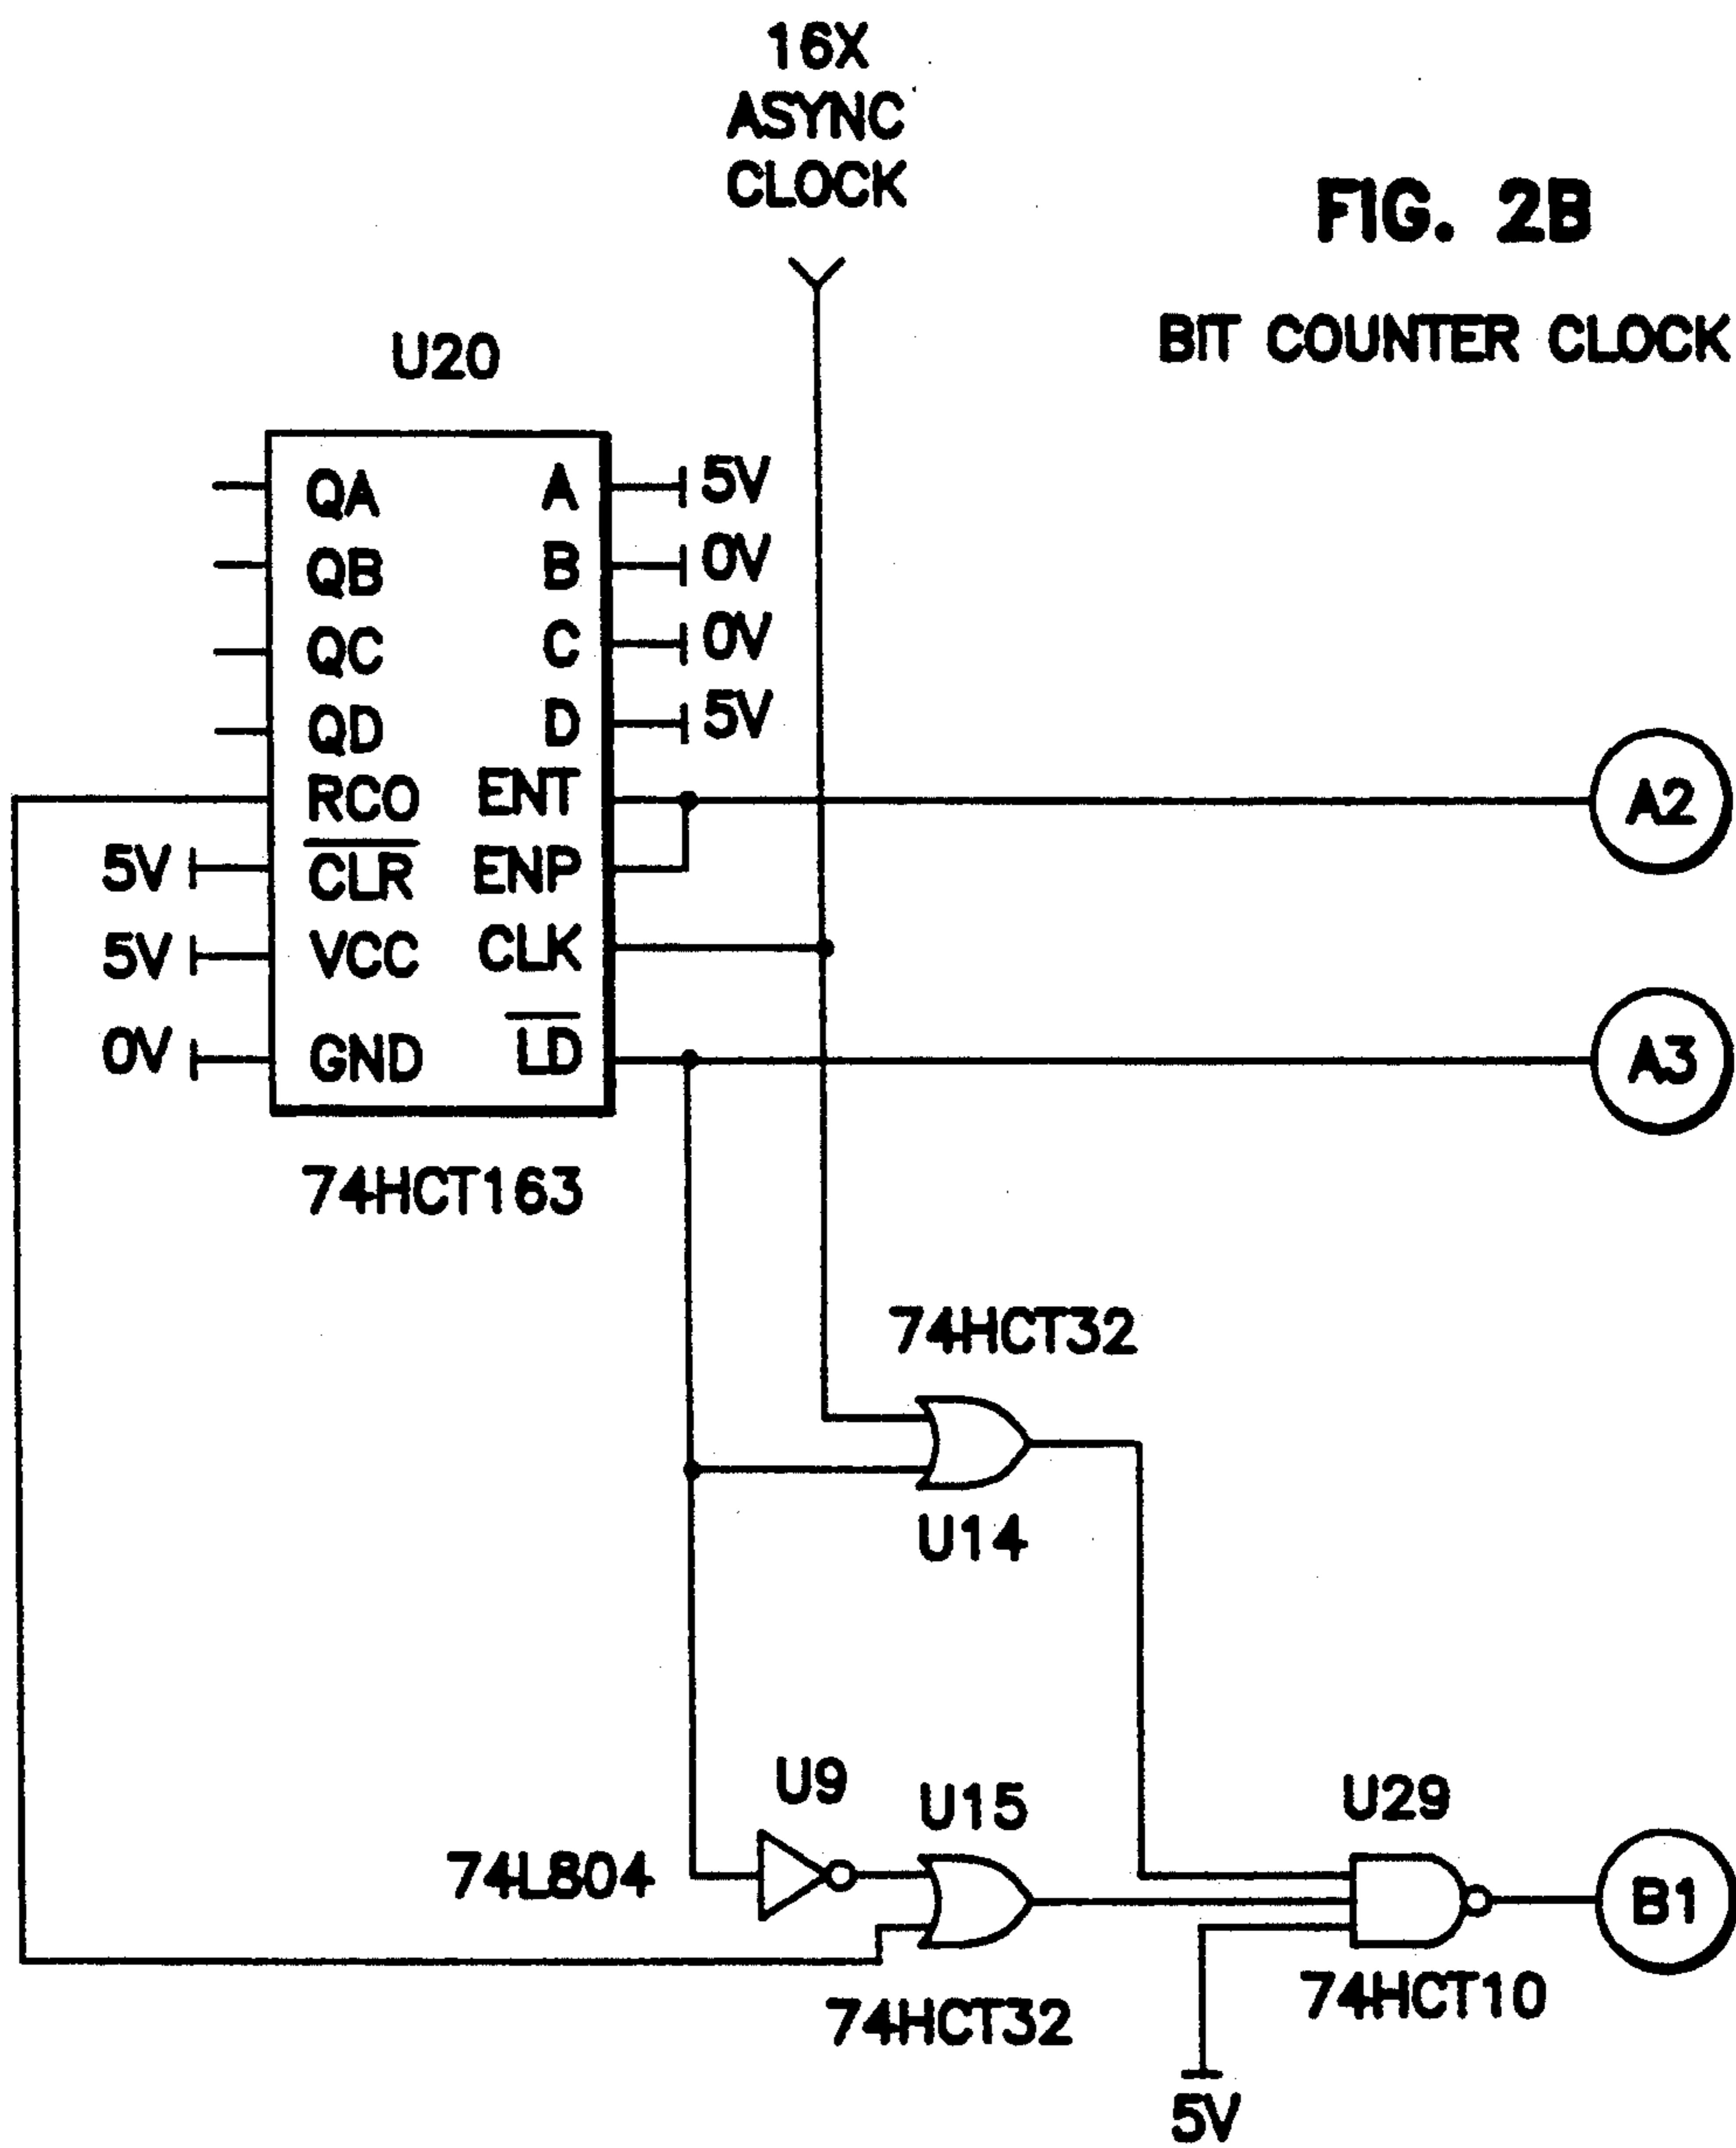 16X
ASYNC
CLOCK
FIG. 2B
BIT COUNTER CLOCK
U20
QA A 5V
QB B 0V
QC C 0V
QD D 5V
RCO ENT A2
5V CLR ENP
5V VCC CLK
0V GND LD A3
74HCT163
74HCT32
U14
U9 U15 U29
74L804
B1
74HCT32 74HCT10
5V